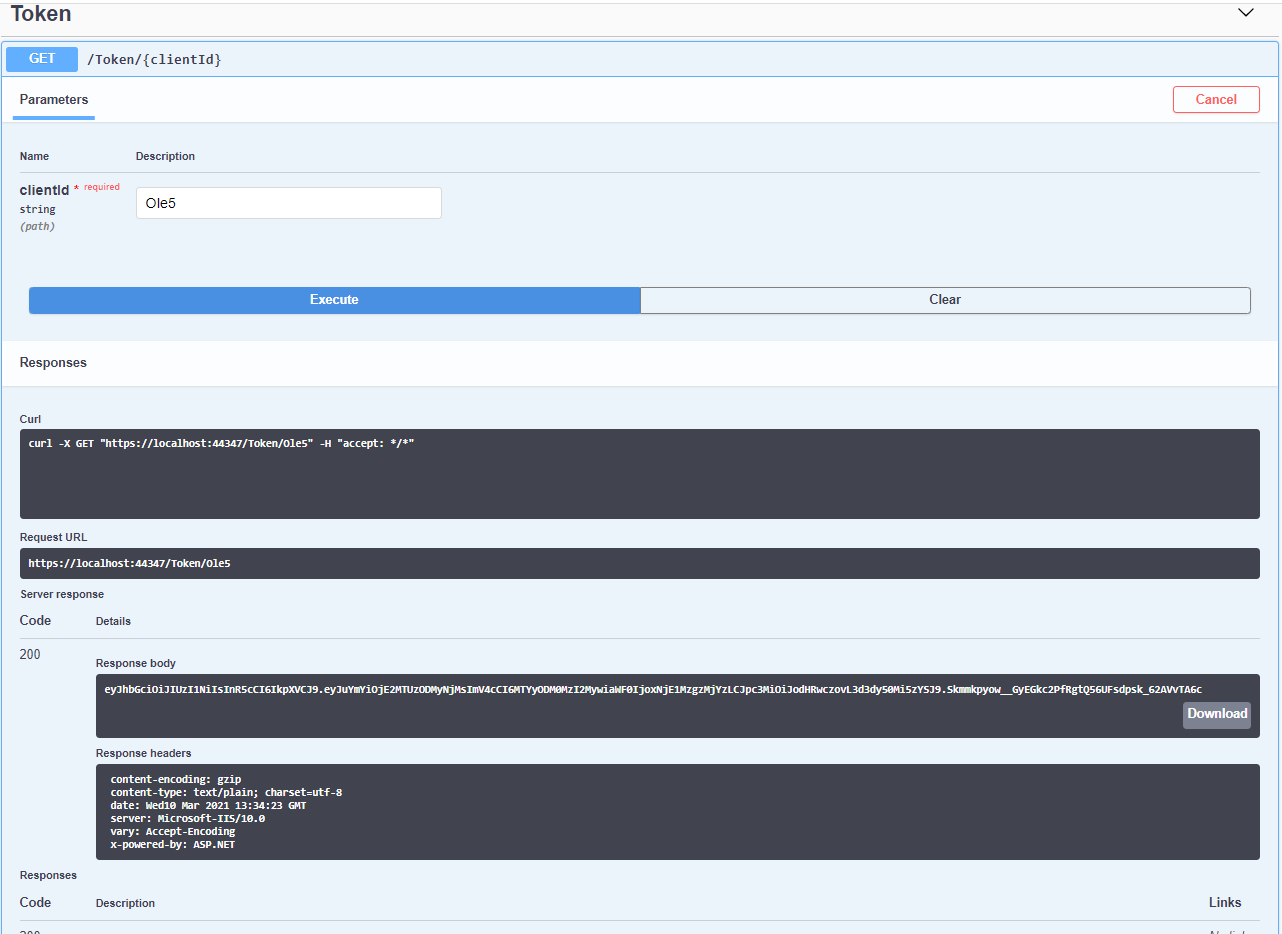 Token
GET /Token/{clientId}
Parameters
Cancel
Name Description
clientId * required
string
(path)
Ole5
Execute Clear
Responses
Curl
curl -X GET "https://localhost:44347/Token/Ole5" -H "accept: */*"
Request URL
https://localhost:44347/Token/Ole5
Server response
Code Details
200
Response body
eyJhbGciOiJIUzI1NiIsInR5cCI6IkpXVCJ9.eyJuYmYiOjE2MTUzODMyNjMsImV4cCI6MTYyODM0MzI2MywiaWF0IjoxNjE1MzgzMjYzLCJpc3MiOiJodHRwczovL3d3dy50Mi5zYSJ9.Skmmkpyow__GyEGkc2PfRgtQ56UFsdpsk_62AVvTA6c
Download
Response headers
content-encoding: gzip
content-type: text/plain; charset=utf-8
date: Wed10 Mar 2021 13:34:23 GMT
server: Microsoft-IIS/10.0
vary: Accept-Encoding
x-powered-by: ASP.NET
Responses
Code Description Links